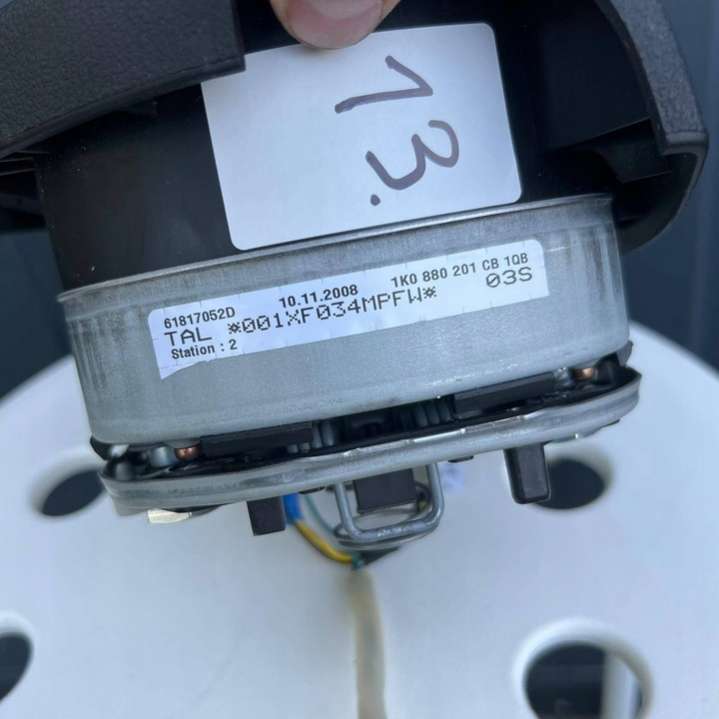 13.
61817052D 10.11.2008 1K0 880 201 CB 1QB
TAL *001XF034MPFW* 03S
Station : 2